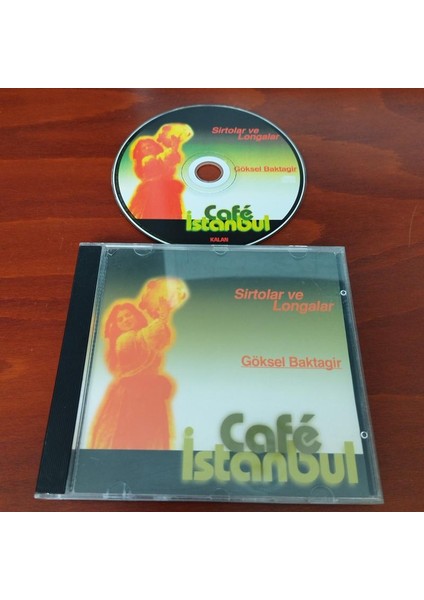 Sirtolar ve
Longalar
Göksel Baktagir
Café
İstanbul
KALAN
Sirtolar ve
Longalar
Göksel Baktagir
Café
İstanbul